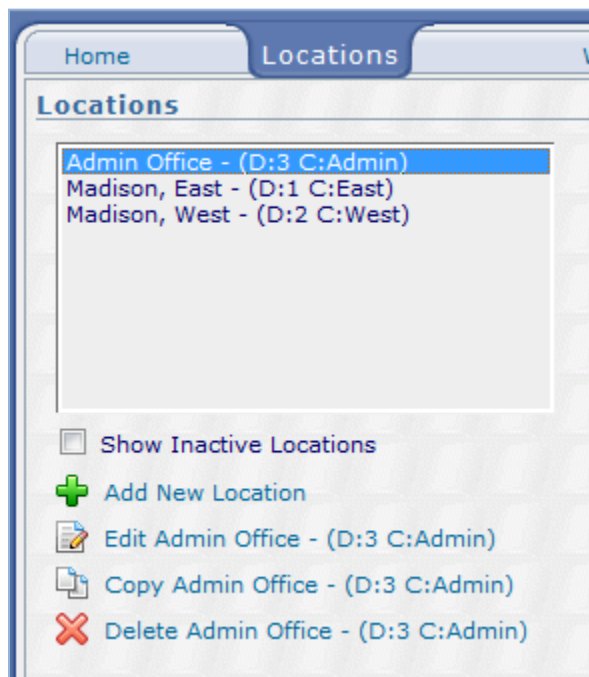 Home Locations
Locations
Admin Office - (D:3 C:Admin)
Madison, East - (D:1 C:East)
Madison, West - (D:2 C:West)
Show Inactive Locations
Add New Location
Edit Admin Office - (D:3 C:Admin)
Copy Admin Office - (D:3 C:Admin)
Delete Admin Office - (D:3 C:Admin)